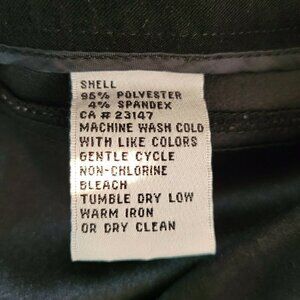 SHELL
96% POLYESTER
4% SPANDEX
CA # 23147
MACHINE WASH COLD
WITH LIKE COLORS
GENTLE CYCLE
NON-CHLORINE
BLEACH
TUMBLE DRY LOW
WARM IRON
OR DRY CLEAN